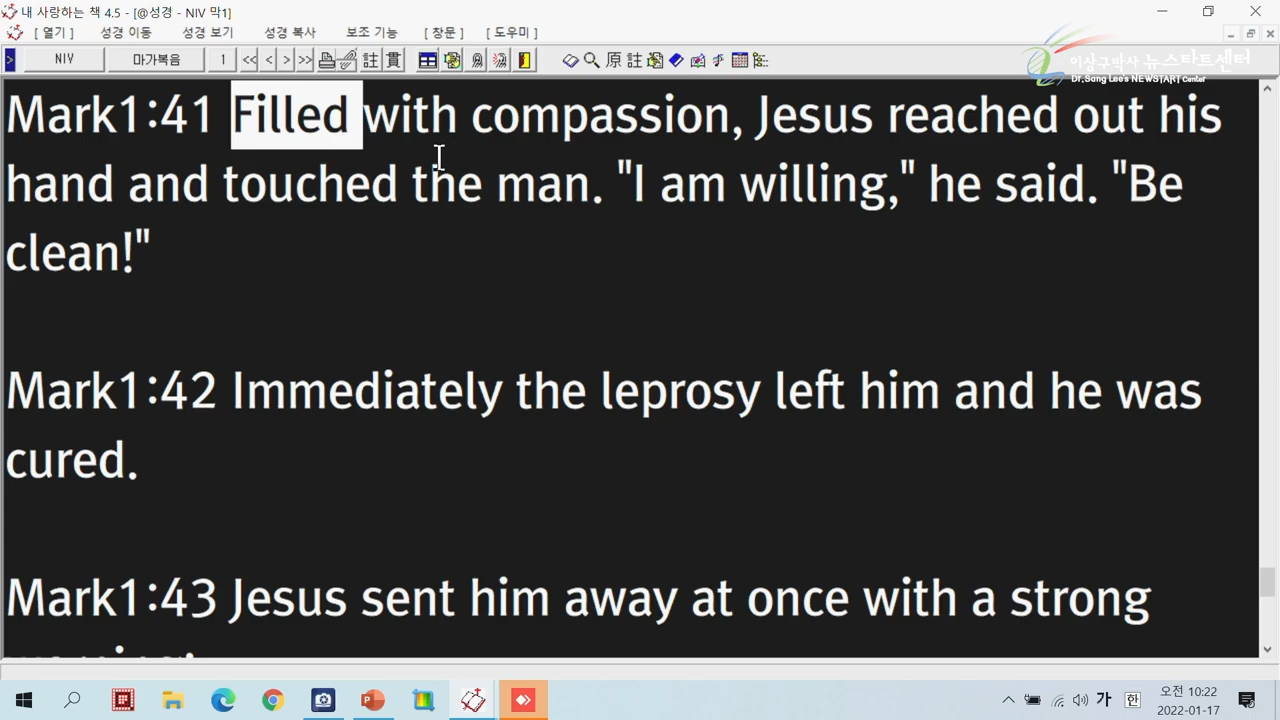 내 사랑하는 책 4.5 - [@성경 - NIV 막1]
[ 열기 ] 성경 이동 성경 보기 성경 복사 보조 기능 [ 창문 ] [ 도우미 ]
NIV 마가복음 1 << < > >> 註 貫 原 註
이상구박사 뉴스타트센터
Dr.Sang Lee's NEWSTART Center
Mark1:41 Filled with compassion, Jesus reached out his
hand and touched the man. "I am willing," he said. "Be
clean!"
Mark1:42 Immediately the leprosy left him and he was
cured.
Mark1:43 Jesus sent him away at once with a strong
가 한 오전 10:22
2022-01-17